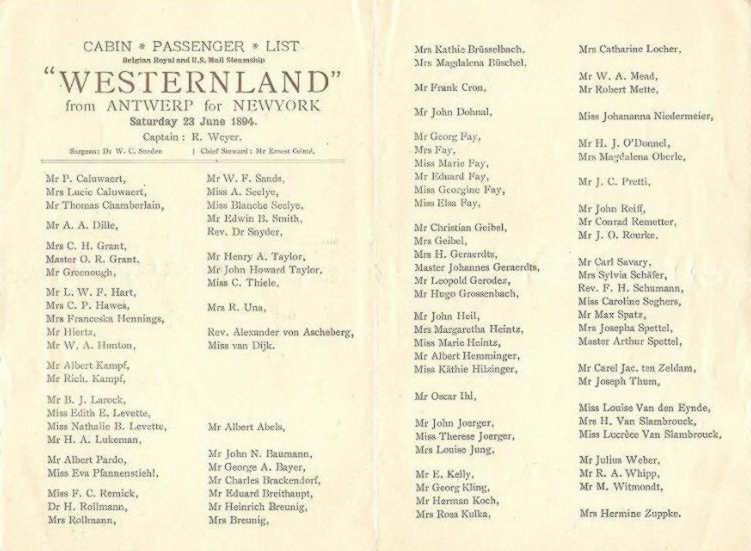 CABIN * PASSENGER * LIST
Belgian Royal and U.S. Mail Steamship
"WESTERNLAND"
from ANTWERP for NEWYORK
Saturday 23 June 1894.
Captain : R. Weyer.
Surgeon: Dr W. C. | Chief Steward : Mr Ernest
Mr P. Caluwaert,
Mrs Lucie Caluwaert,
Mr Thomas Chamberlain,
Mr A. A. Dille,
Mrs C. H. Grant,
Master O. R. Grant.
Mr Greenough,
Mr L. W. F. Hart,
Mrs C. P. Hawes,
Mrs Franceska Hennings,
Mr Hiertz,
Mr W. A. Hunton,
Mr Albert Kampf,
Mr Rich. Kampf,
Mr B. J. Larock,
Miss Edith E. Levette,
Miss Nathalie B. Levette,
Mr H. A. Lukeman,
Mr Albert Pardo,
Miss Eva Pfannenstiehl,
Miss F. C. Remick,
Dr H. Rollmann,
Mrs Rollmann,
Mr W. F. Sands,
Miss A. Seelye,
Miss Blanche Seelye,
Mr Edwin B. Smith,
Rev. Dr Snyder,
Mr Henry A. Taylor,
Mr John Howard Taylor,
Miss C. Thiele,
Mrs R. Una,
Rev. Alexander von Ascheberg,
Miss van Dijk.
Mr Albert Abels,
Mr John N. Baumann,
Mr George A. Bayer,
Mr Charles Brackendorf,
Mr Eduard Breithaupt,
Mr Heinrich Breunig,
Mrs Breunig,
Mrs Kathie Brüsselbach.
Mrs Magdalena Büschel.
Mr Frank Cron,
Mr John Dohnal,
Mr Georg Fay,
Mrs Fay,
Miss Marie Fay,
Mr Eduard Fay,
Miss Georgine Fay,
Miss Elsa Fay,
Mr Christian Geibel,
Mrs Geibel,
Mrs H. Geraerdts,
Master Johannes Geraerdts,
Mr Leopold Gerodez,
Mr Hugo Grossenbach,
Mr John Heil,
Mrs Margaretha Heintz,
Miss Marie Heintz,
Mr Albert Hemminger,
Miss Käthie Hilzinger,
Mr Oscar Ihl,
Mr John Joerger,
Miss Therese Joerger,
Mrs Louise Jung,
Mr E. Kelly,
Mr Georg Kling,
Mr Herman Koch,
Mrs Rosa Kulka,
Mrs Catharine Locher,
Mr W. A. Mead,
Mr Robert Mette,
Miss Johananna Niedermeier,
Mr H. J. O'Donnel,
Mrs Magdalena Oberle,
Mr J. C. Pretti,
Mr John Reiff,
Mr Conrad Remetter,
Mr J. O. Rourke.
Mr Carl Savary,
Mrs Sylvia Schäfer,
Rev. F. H. Schumann,
Miss Caroline Seghers,
Mr Max Spatz,
Mrs Josepha Spettel,
Master Arthur Spettel,
Mr Carel Jac. ten Zeldam,
Mr Joseph Thum,
Miss Louise Van den Eynde,
Mrs H. Van Slambrouck,
Miss Lucrèce Van Slambrouck,
Mr Julius Weber,
Mr R. A. Whipp,
Mr M. Witmondt,
Mrs Hermine Zuppke.